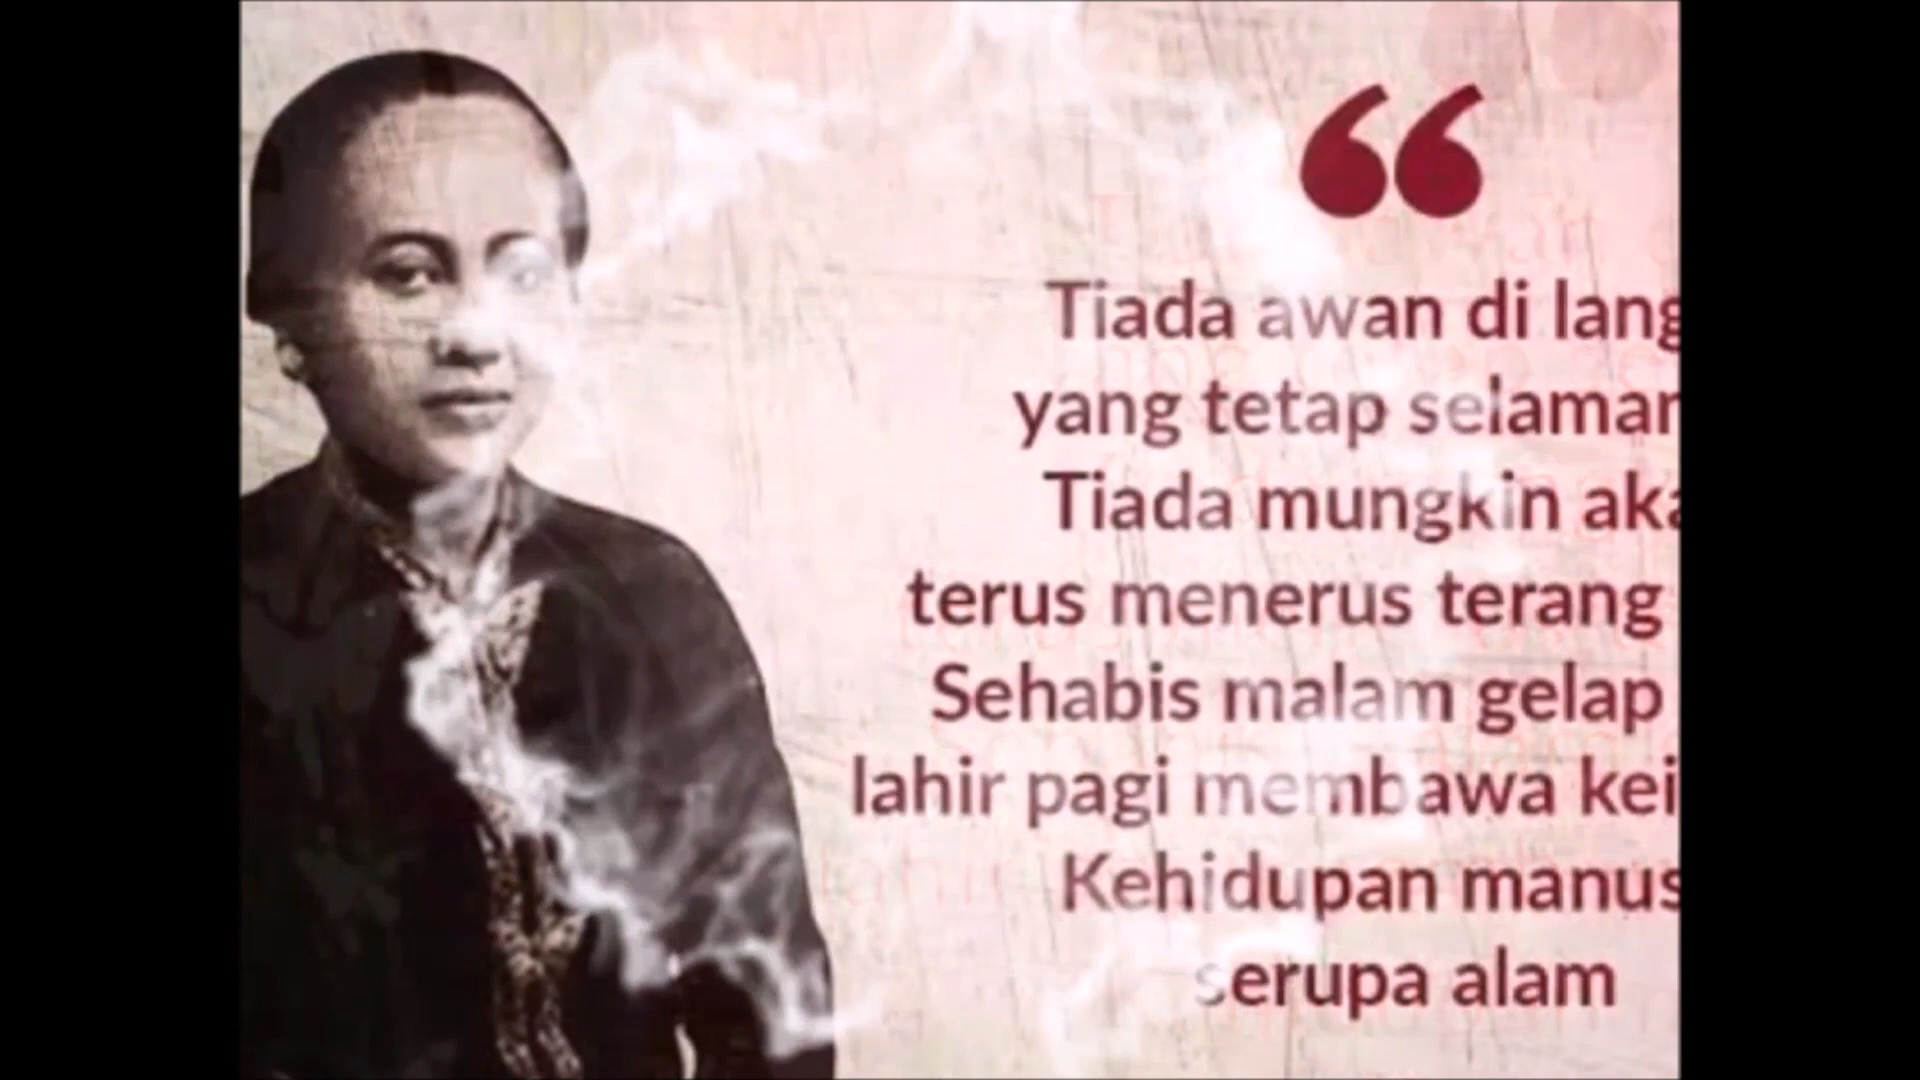 “
Tiada awan di lang
yang tetap selaman
Tiada mungkin aka
terus menerus terang
Sehabis malam gelap
lahir pagi membawa kei
Kehidupan manus
serupa alam